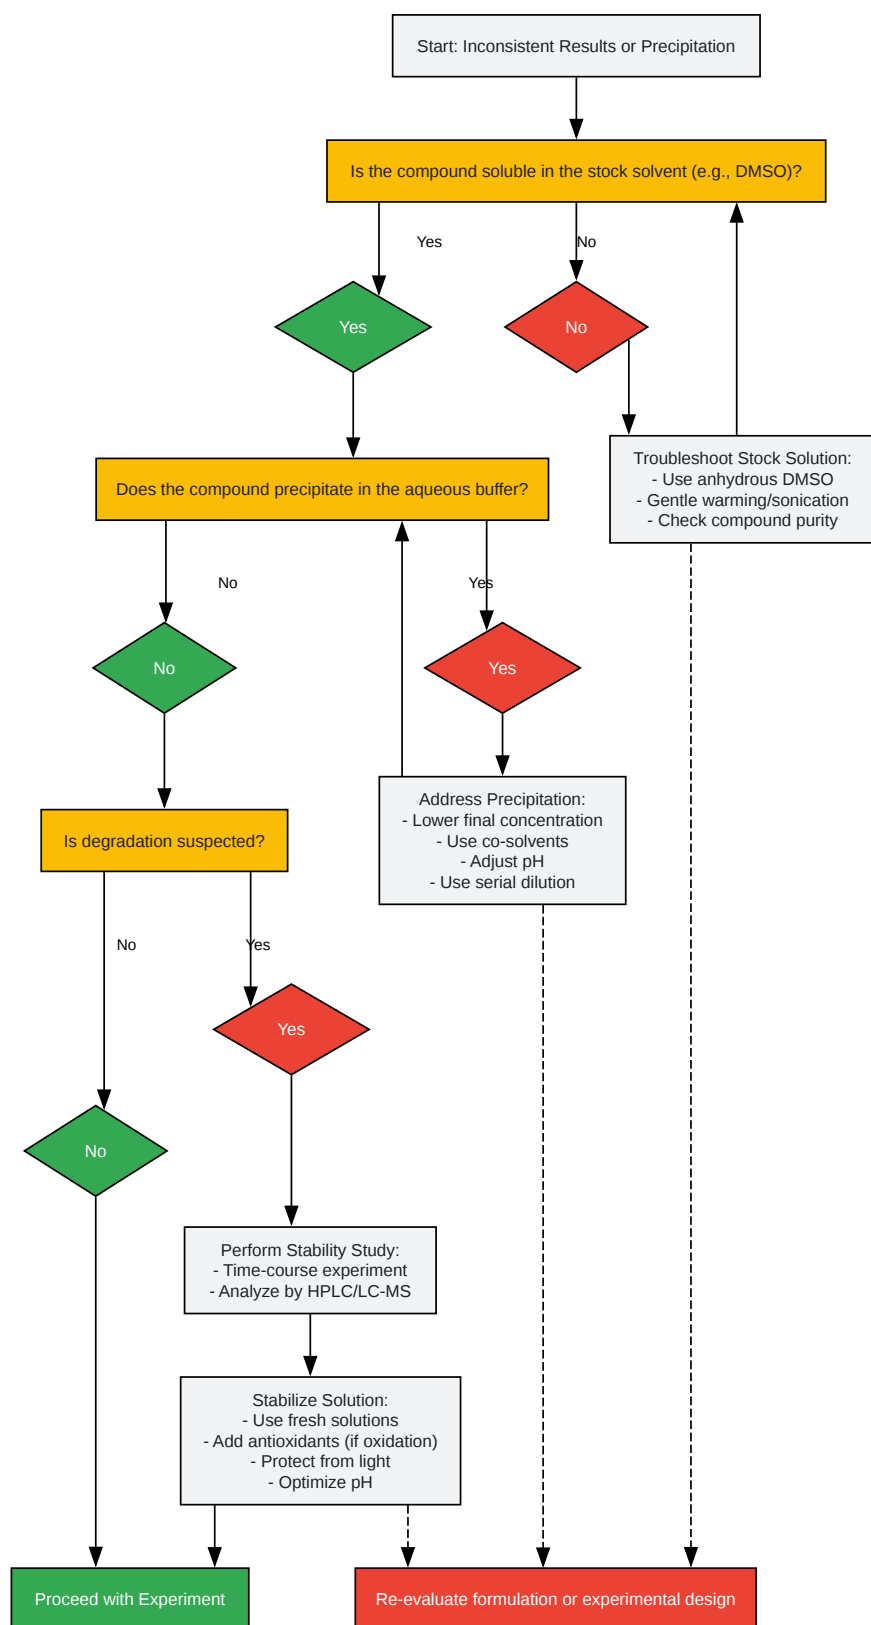 Start: Inconsistent Results or Precipitation
Is the compound soluble in the stock solvent (e.g., DMSO)?
Yes
No
Yes
No
Troubleshoot Stock Solution:
- Use anhydrous DMSO
- Gentle warming/sonication
- Check compound purity
Does the compound precipitate in the aqueous buffer?
No
Yes
No
Yes
Address Precipitation:
- Lower final concentration
- Use co-solvents
- Adjust pH
- Use serial dilution
Is degradation suspected?
No
Yes
Yes
No
Perform Stability Study:
- Time-course experiment
- Analyze by HPLC/LC-MS
Stabilize Solution:
- Use fresh solutions
- Add antioxidants (if oxidation)
- Protect from light
- Optimize pH
Proceed with Experiment
Re-evaluate formulation or experimental design